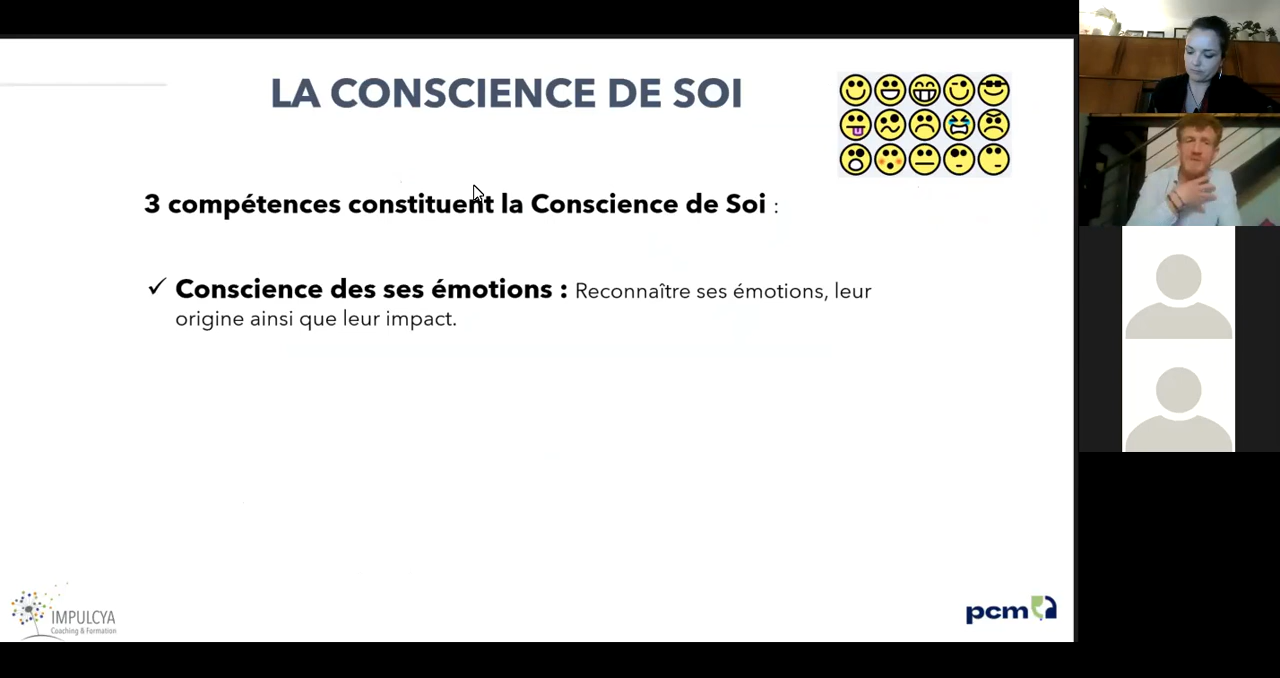 LA CONSCIENCE DE SOI
3 compétences constituent la Conscience de Soi :
✓ Conscience des ses émotions : Reconnaître ses émotions, leur
origine ainsi que leur impact.
IMPULCYA
Coaching & Formation
pcm